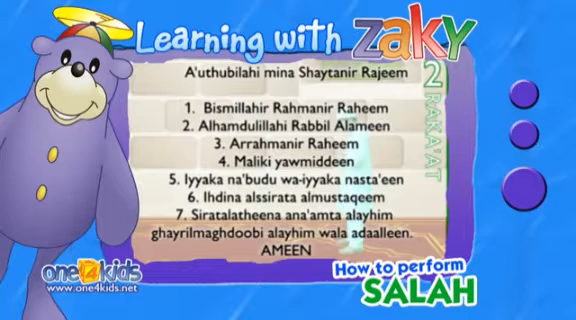 Learning with zaky
A'uthubilahi mina Shaytanir Rajeem
2 RAKA'AT
1. Bismillahir Rahmanir Raheem
2. Alhamdulillahi Rabbil Alameen
3. Arrahmanir Raheem
4. Maliki yawmiddeen
5. Iyyaka na'budu wa-iyyaka nasta'een
6. Ihdina alssirata almustaqeem
7. Siratalatheena ana'amta alayhim
ghayrilmaghdoobi alayhim wala adaalleen.
AMEEN
one4kids
www.one4kids.net
How to perform
SALAH